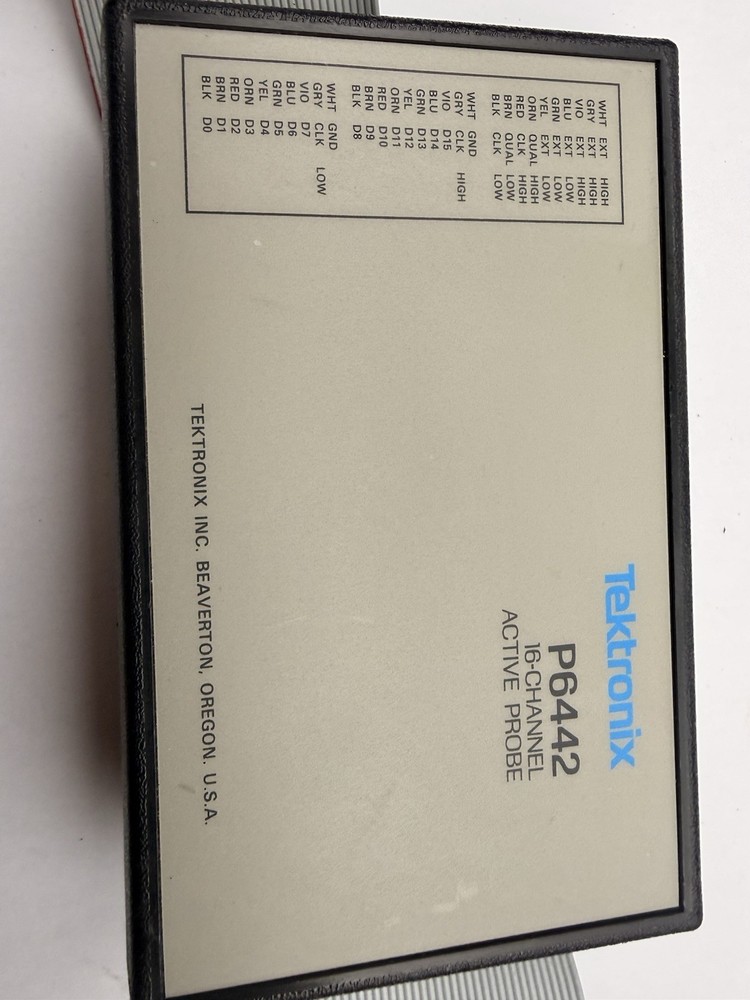 WHT EXT HIGH
GRY EXT HIGH
VIO EXT HIGH
BLU EXT LOW
GRN EXT LOW
YEL EXT LOW
ORN QUAL HIGH
RED CLK HIGH
BRN QUAL LOW
BLK CLK LOW
WHT GND
GRY CLK HIGH
VIO D15
BLU D14
GRN D13
YEL D12
ORN D11
RED D10
BRN D9
BLK D8
WHT GND
GRY CLK LOW
VIO D7
BLU D6
GRN D5
YEL D4
ORN D3
RED D2
BRN D1
BLK D0
Tektronix
P6442
16-CHANNEL
ACTIVE PROBE
TEKTRONIX INC. BEAVERTON, OREGON. U.S.A.